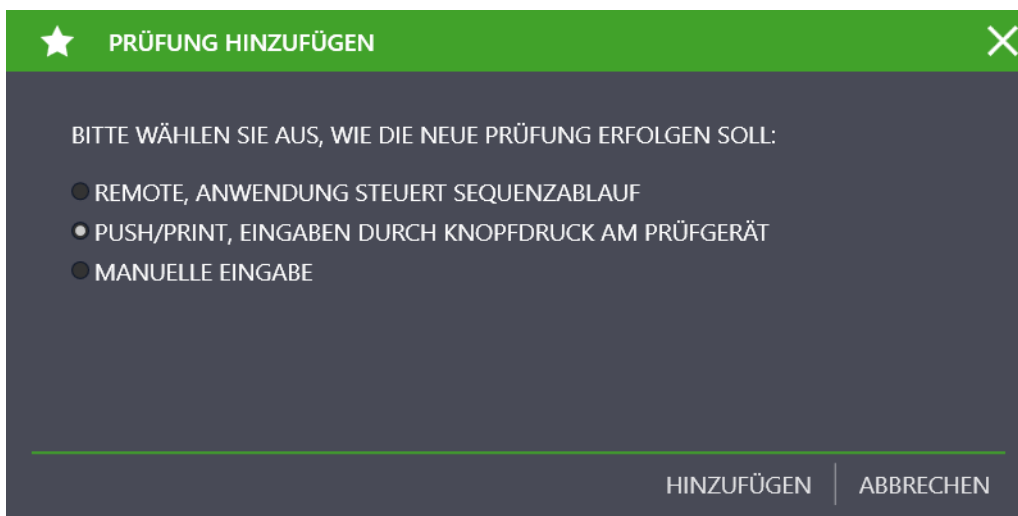 PRÜFUNG HINZUFÜGEN
BITTE WÄHLEN SIE AUS, WIE DIE NEUE PRÜFUNG ERFOLGEN SOLL:
REMOTE, ANWENDUNG STEUERT SEQUENZABLAUF
PUSH/PRINT, EINGABEN DURCH KNOPFDRUCK AM PRÜFGERÄT
MANUELLE EINGABE
HINZUFÜGEN ABBRECHEN